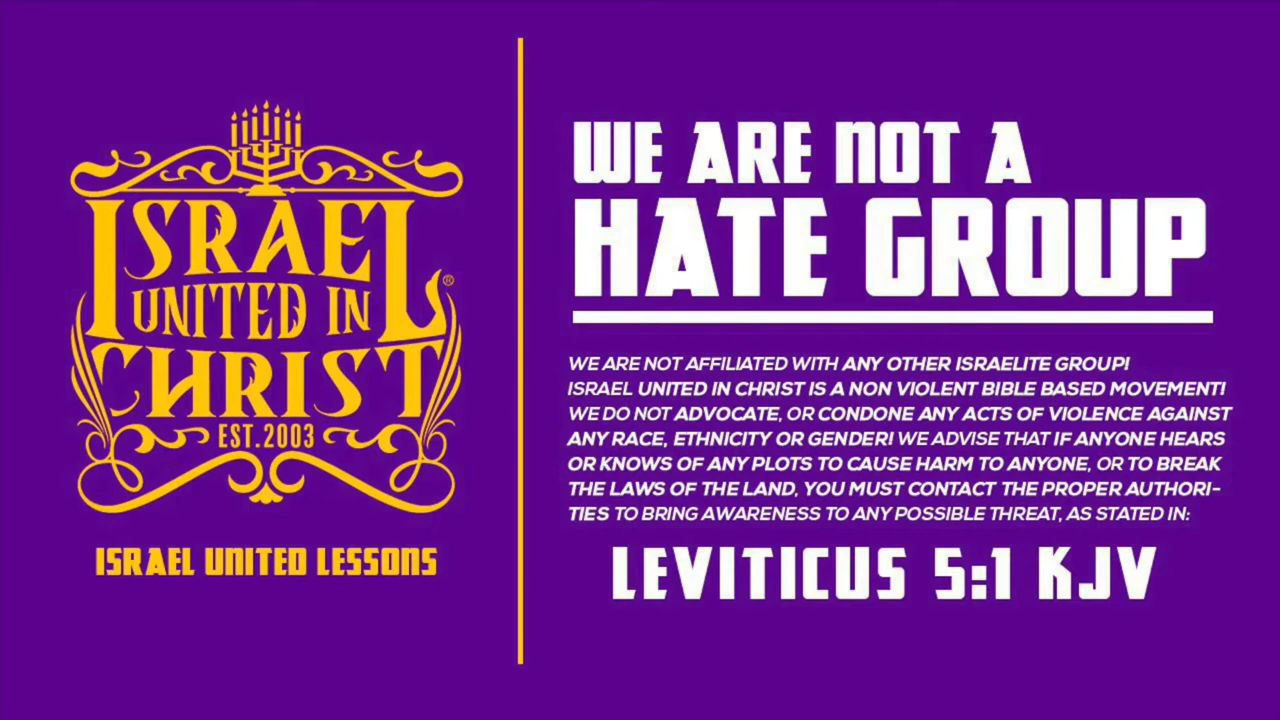 ISRAEL
UNITED IN
CHRIST
®
EST.2003
ISRAEL UNITED LESSONS
WE ARE NOT A
HATE GROUP
WE ARE NOT AFFILIATED WITH ANY OTHER ISRAELITE GROUP!
ISRAEL UNITED IN CHRIST IS A NON VIOLENT BIBLE BASED MOVEMENT!
WE DO NOT ADVOCATE, OR CONDONE ANY ACTS OF VIOLENCE AGAINST
ANY RACE, ETHNICITY OR GENDER! WE ADVISE THAT IF ANYONE HEARS
OR KNOWS OF ANY PLOTS TO CAUSE HARM TO ANYONE, OR TO BREAK
THE LAWS OF THE LAND, YOU MUST CONTACT THE PROPER AUTHORI-
TIES TO BRING AWARENESS TO ANY POSSIBLE THREAT, AS STATED IN:
LEVITICUS 5:1 KJV